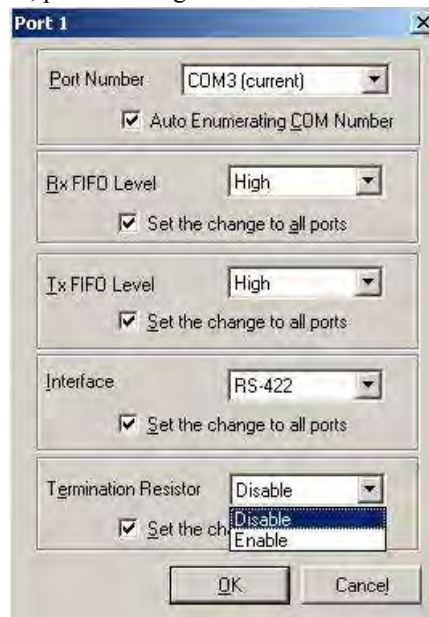 Port 1
Port Number COM3 (current)
Auto Enumerating COM Number
Rx FIFO Level High
Set the change to all ports
Tx FIFO Level High
Set the change to all ports
Interface RS-422
Set the change to all ports
Termination Resistor Disable
Disable
Set the ch
Enable
OK Cancel